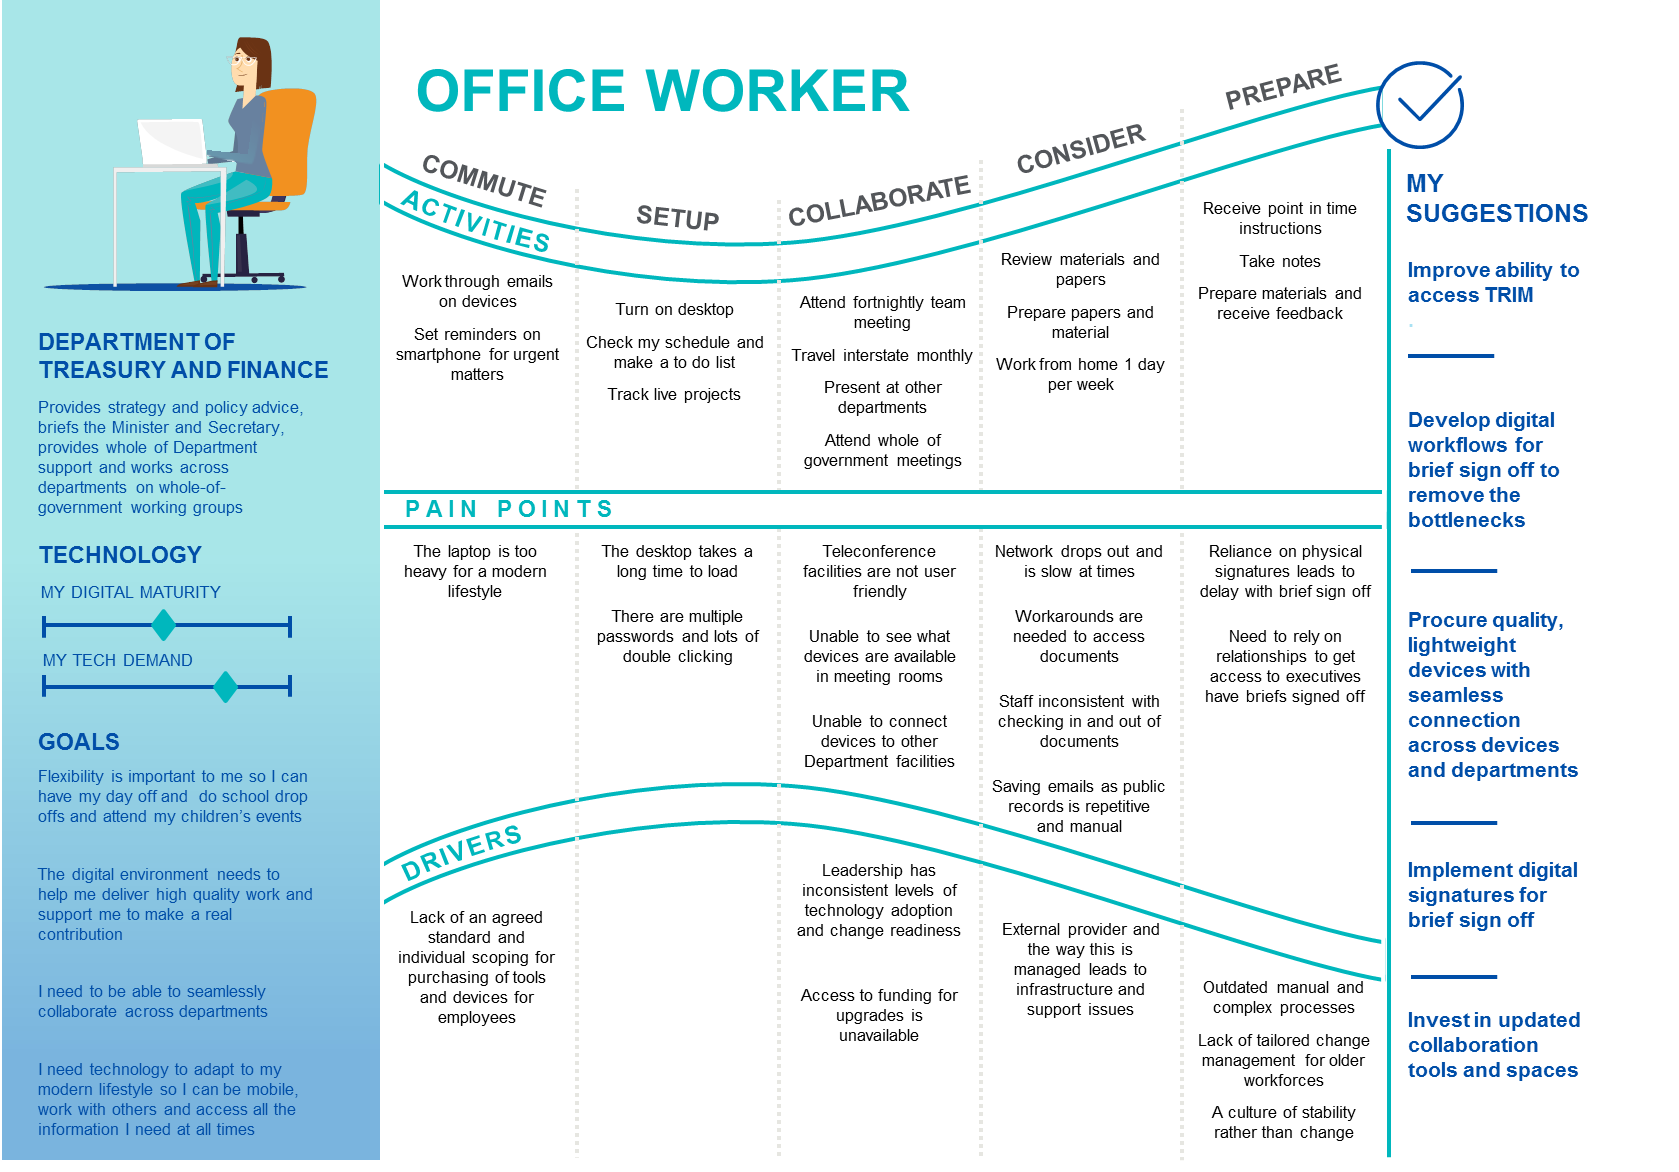 OFFICE WORKER
DEPARTMENT OF
TREASURY AND FINANCE
Provides strategy and policy advice,
briefs the Minister and Secretary,
provides whole of Department
support and works across
departments on whole-of-
government working groups
TECHNOLOGY
MY DIGITAL MATURITY
MY TECH DEMAND
GOALS
Flexibility is important to me so I can
have my day off and do school drop
offs and attend my children's events
The digital environment needs to
help me deliver high quality work and
support me to make a real
contribution
I need to be able to seamlessly
collaborate across departments
I need technology to adapt to my
modern lifestyle so I can be mobile,
work with others and access all the
information I need at all times
ACTIVITIES
COMMUTE
Work through emails
on devices
Set reminders on
smartphone for urgent
matters
SETUP
Turn on desktop
Check my schedule and
make a to do list
Track live projects
COLLABORATE
Attend fortnightly team
meeting
Travel interstate monthly
Present at other
departments
Attend whole of
government meetings
CONSIDER
Review materials and
papers
Prepare papers and
material
Work from home 1 day
per week
PREPARE
Receive point in time
instructions
Take notes
Prepare materials and
receive feedback
PAIN POINTS
The laptop is too
heavy for a modern
lifestyle
The desktop takes a
long time to load
There are multiple
passwords and lots of
double clicking
Teleconference
facilities are not user
friendly
Unable to see what
devices are available
in meeting rooms
Unable to connect
devices to other
Department facilities
Network drops out and
is slow at times
Workarounds are
needed to access
documents
Staff inconsistent with
checking in and out of
documents
Saving emails as public
records is repetitive
and manual
Reliance on physical
signatures leads to
delay with brief sign off
Need to rely on
relationships to get
access to executives
have briefs signed off
DRIVERS
Lack of an agreed
standard and
individual scoping for
purchasing of tools
and devices for
employees
Leadership has
inconsistent levels of
technology adoption
and change readiness
Access to funding for
upgrades is
unavailable
External provider and
the way this is
managed leads to
infrastructure and
support issues
Outdated manual and
complex processes
Lack of tailored change
management for older
workforces
A culture of stability
rather than change
MY
SUGGESTIONS
Improve ability to
access TRIM
.
Develop digital
workflows for
brief sign off to
remove the
bottlenecks
Procure quality,
lightweight
devices with
seamless
connection
across devices
and departments
Implement digital
signatures for
brief sign off
Invest in updated
collaboration
tools and spaces